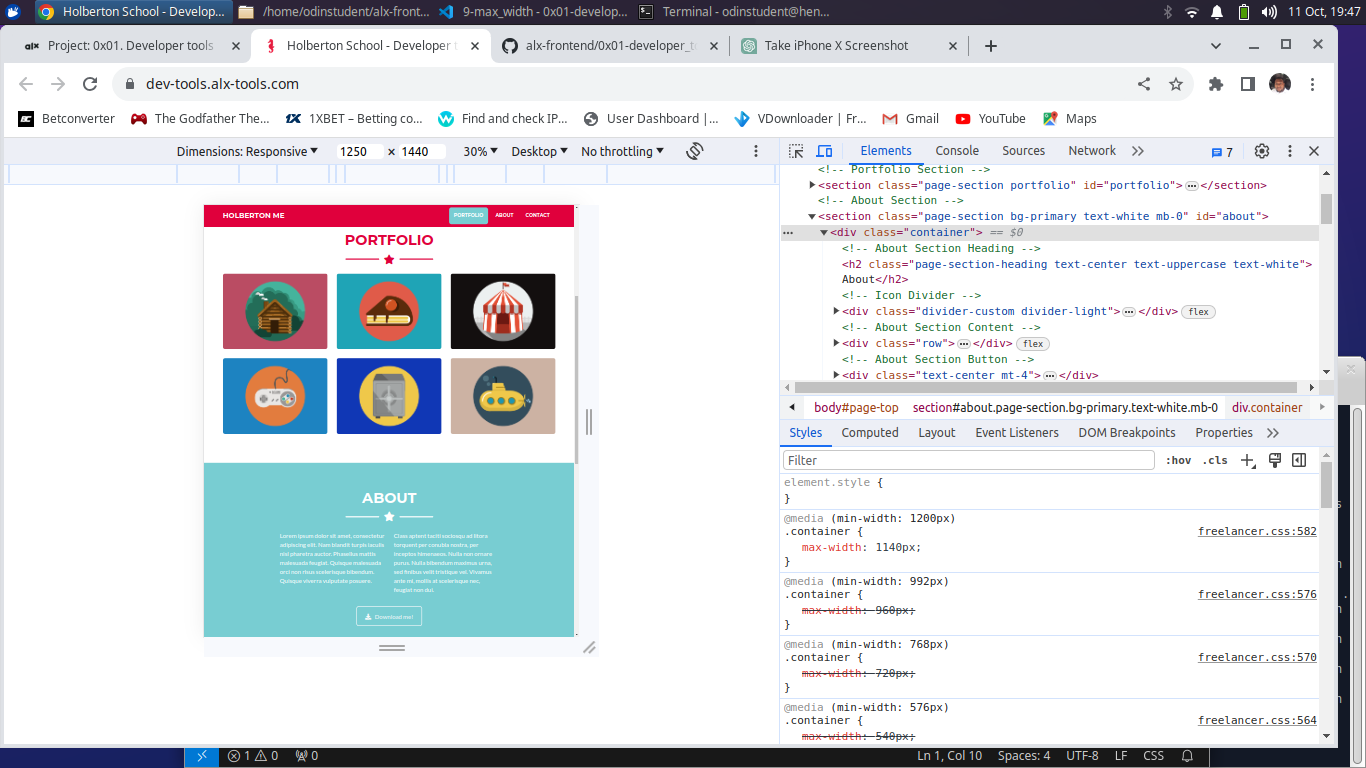 Holberton School - Develop... /home/odinstudent/alx-front... 9-max_width - 0x01-develop... Terminal - odinstudent@hen... 11 Oct, 19:47
alx Project: 0x01. Developer tools Holberton School - Developer t alx-frontend/0x01-developer_t Take iPhone X Screenshot
dev-tools.alx-tools.com
BC Betconverter The Godfather The... 1X 1XBET – Betting co... Find and check IP... User Dashboard |... VDownloader | Fr... Gmail YouTube Maps
Dimensions: Responsive 1250 × 1440 30% Desktop No throttling
Elements Console Sources Network 7
HOLBERTON ME PORTFOLIO ABOUT CONTACT
PORTFOLIO
ABOUT
Lorem ipsum dolor sit amet, consectetur
adipiscing elit. Nam blandit turpis iaculis
nisl pharetra auctor. Phasellus mattis
malesuada feugiat. Quisque malesuada
orci non risus scelerisque bibendum.
Quisque viverra vulputate posuere.
Class aptent taciti sociosqu ad litora
torquent per conubia nostra, per
inceptos himenaeos. Nulla non ornare
purus. Nulla bibendum maximus urna,
sed finibus velit tristique vel. Vivamus
ante mi, mollis at scelerisque nec,
feugiat non dui.
Download me!
<!-- Portfolio Section -->
<section class="page-section portfolio" id="portfolio">…</section>
<!-- About Section -->
<section class="page-section bg-primary text-white mb-0" id="about">
… <div class="container"> == $0
<!-- About Section Heading -->
<h2 class="page-section-heading text-center text-uppercase text-white">
About</h2>
<!-- Icon Divider -->
<div class="divider-custom divider-light">…</div> flex
<!-- About Section Content -->
<div class="row">…</div> flex
<!-- About Section Button -->
<div class="text-center mt-4">…</div>
body#page-top section#about.page-section.bg-primary.text-white.mb-0 div.container
Styles Computed Layout Event Listeners DOM Breakpoints Properties
Filter :hov .cls
element.style {
}
@media (min-width: 1200px)
.container { freelancer.css:582
max-width: 1140px;
}
@media (min-width: 992px)
.container { freelancer.css:576
max-width: 960px;
}
@media (min-width: 768px)
.container { freelancer.css:570
max-width: 720px;
}
@media (min-width: 576px)
.container { freelancer.css:564
max-width: 540px;
1 0 0 Ln 1, Col 10 Spaces: 4 UTF-8 LF CSS